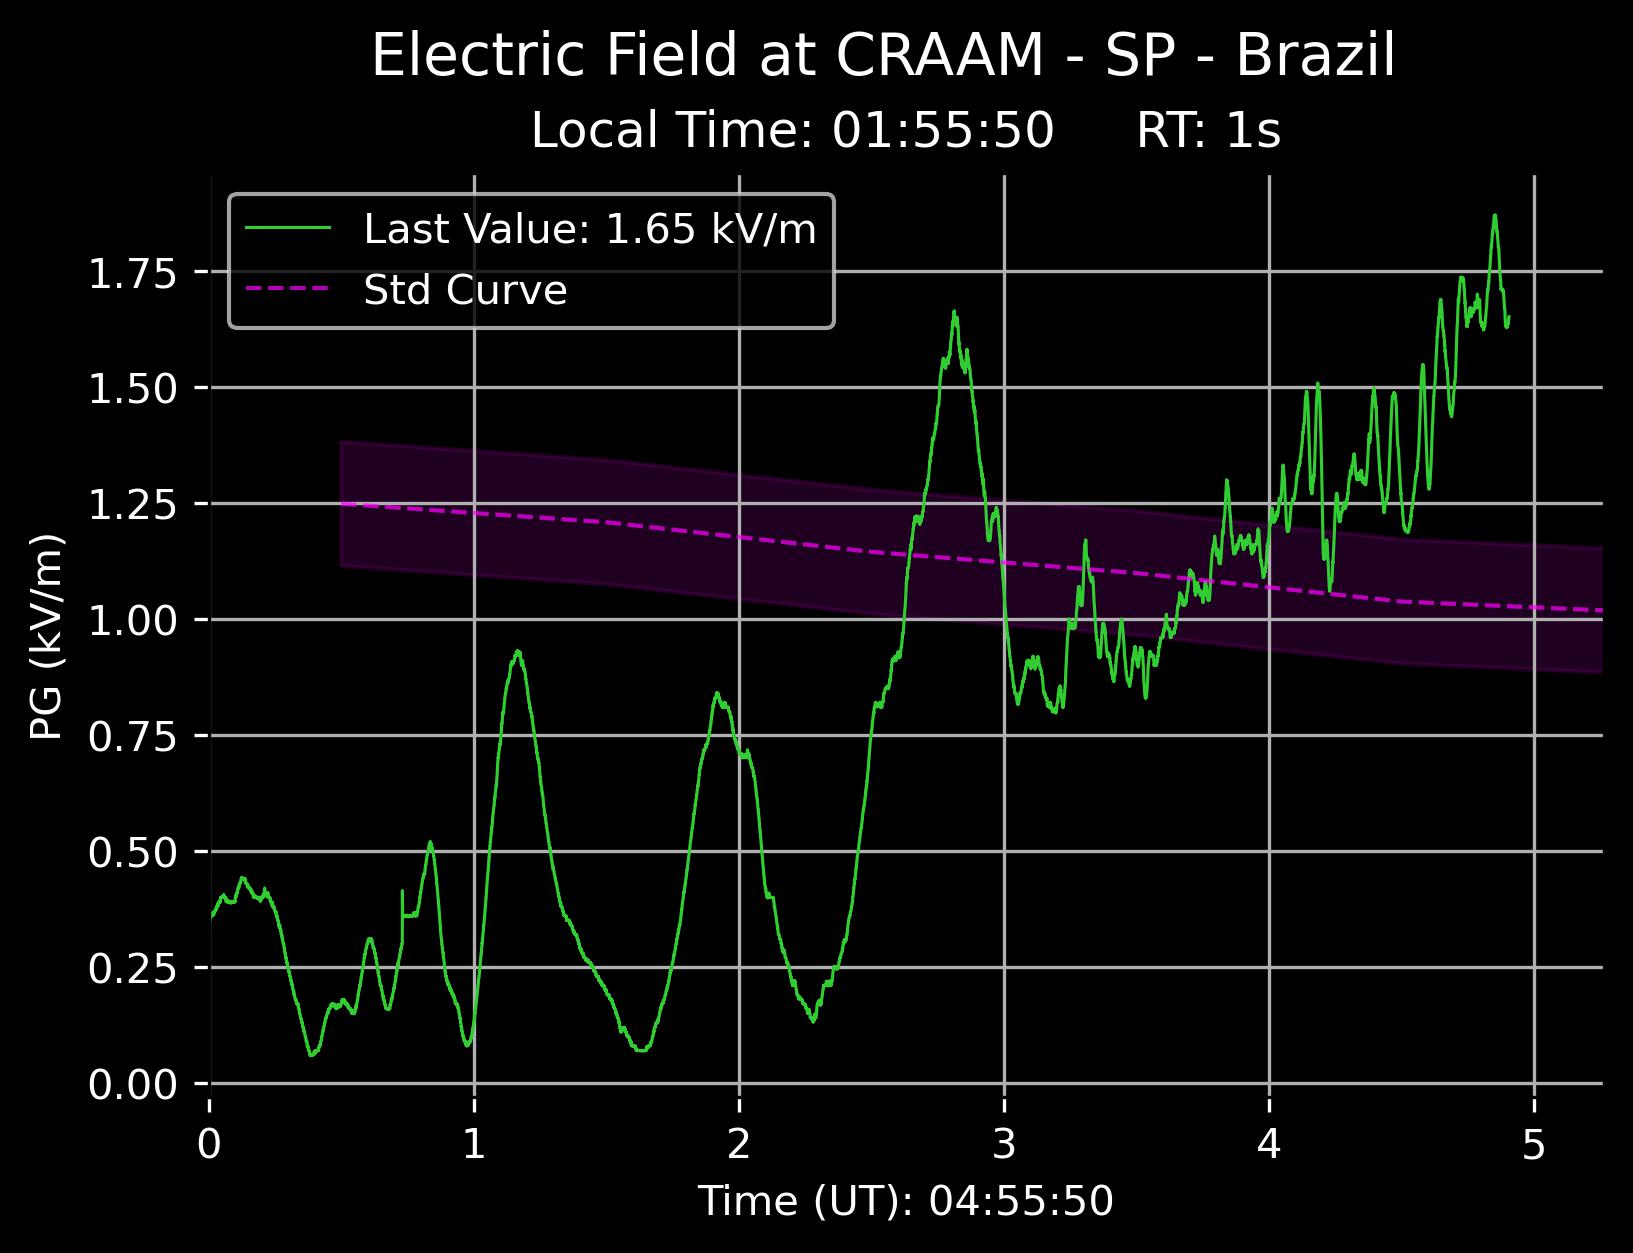 Electric Field at CRAAM - SP - Brazil
Local Time: 01:55:50 RT: 1s
Last Value: 1.65 kV/m
Std Curve
1.75
1.50
1.25
1.00
0.75
0.50
0.25
0.00
PG (kV/m)
0 1 2 3 4 5
Time (UT): 04:55:50